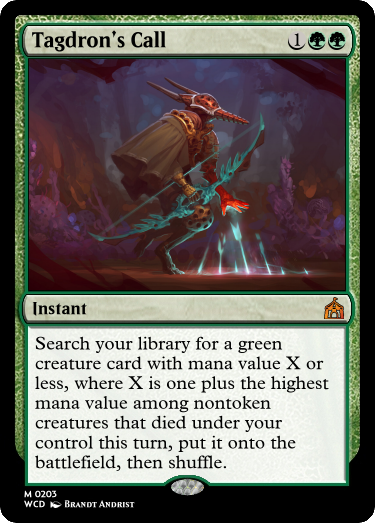 Tagdron's Call 1
Instant
Search your library for a green
creature card with mana value X or
less, where X is one plus the highest
mana value among nontoken
creatures that died under your
control this turn, put it onto the
battlefield, then shuffle.
M 0203
WCD Brandt Andrist